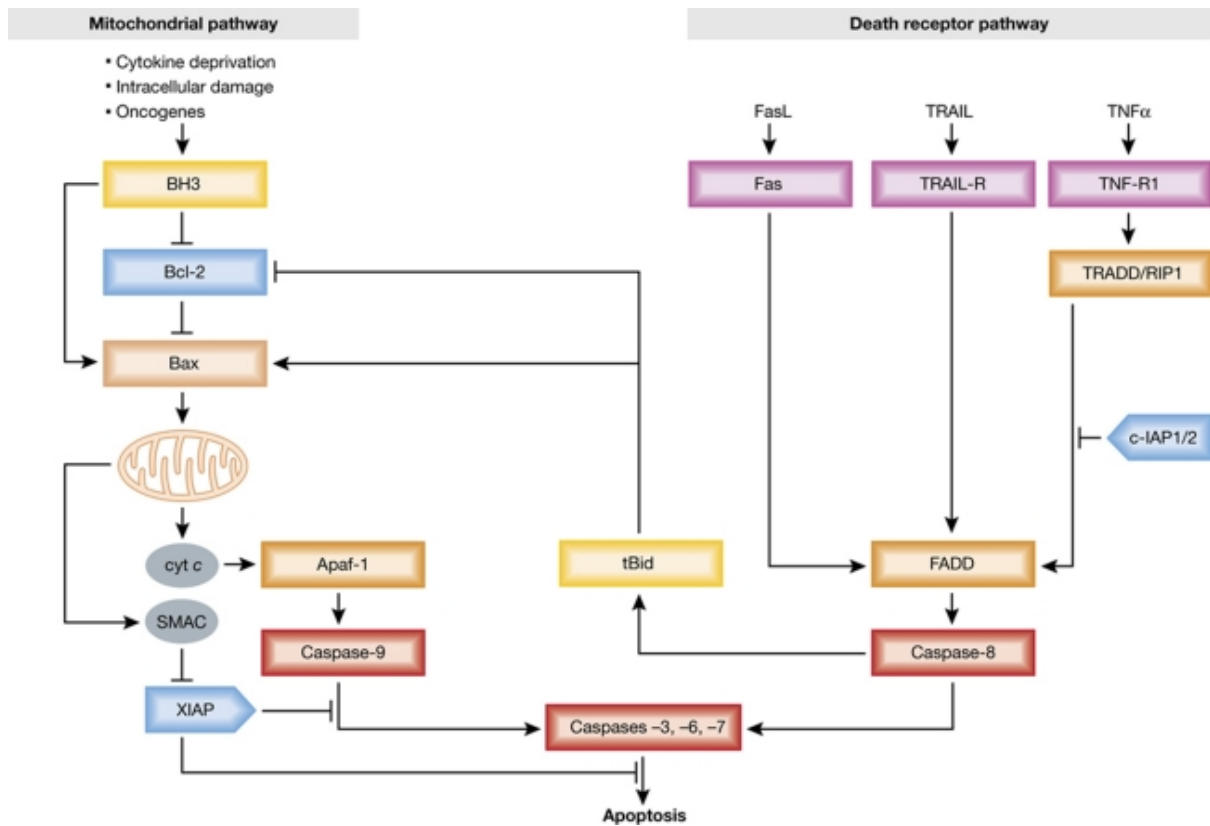 Mitochondrial pathway
Death receptor pathway
• Cytokine deprivation
• Intracellular damage
• Oncogenes
FasL
TRAIL
TNFα
BH3
Fas
TRAIL-R
TNF-R1
Bcl-2
TRADD/RIP1
Bax
c-IAP1/2
cyt c
Apaf-1
tBid
FADD
SMAC
Caspase-9
Caspase-8
XIAP
Caspases –3, –6, –7
Apoptosis